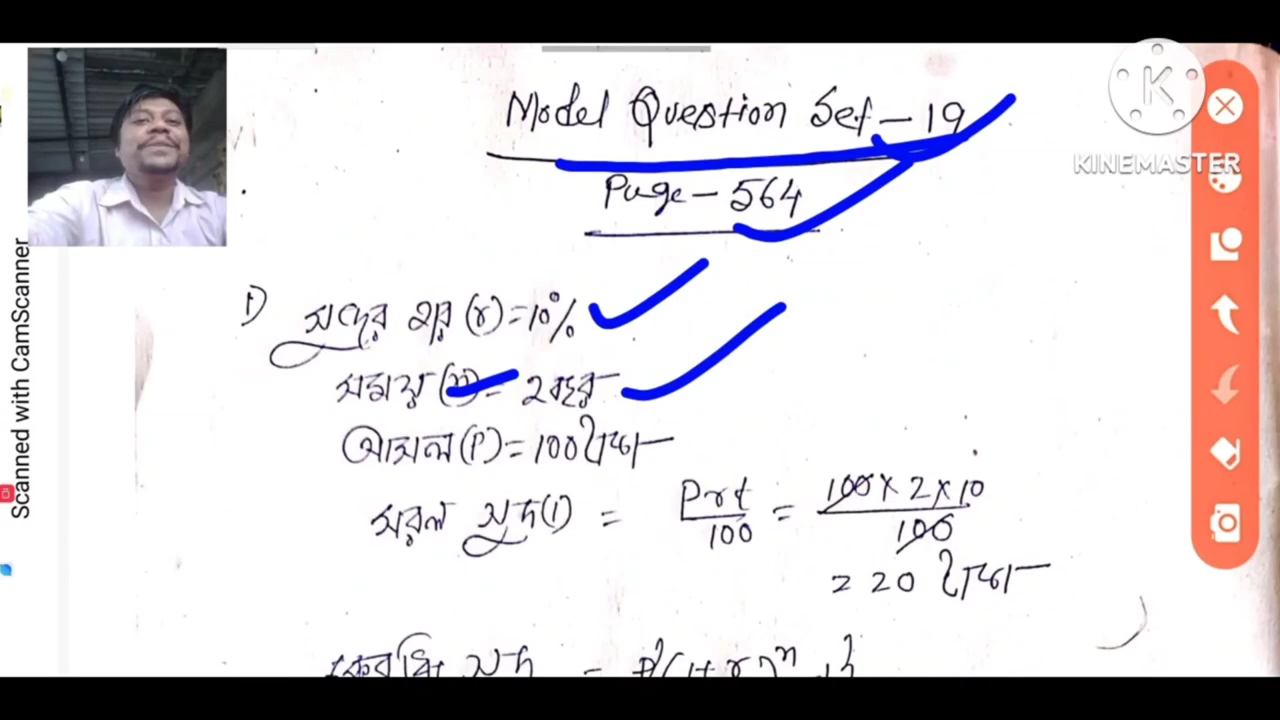 Model Question Set - 19
Page - 564
1) সুদের হার (r) = 10%
সময় = 2 বছর
আসল (P) = 100 টাকা
সরল সুদ (I) = Prt/100 = 100 × 2 × 10/100
= 20 টাকা
সুদ = P{(1+r)ⁿ
KINEMASTER
Scanned with CamScanner